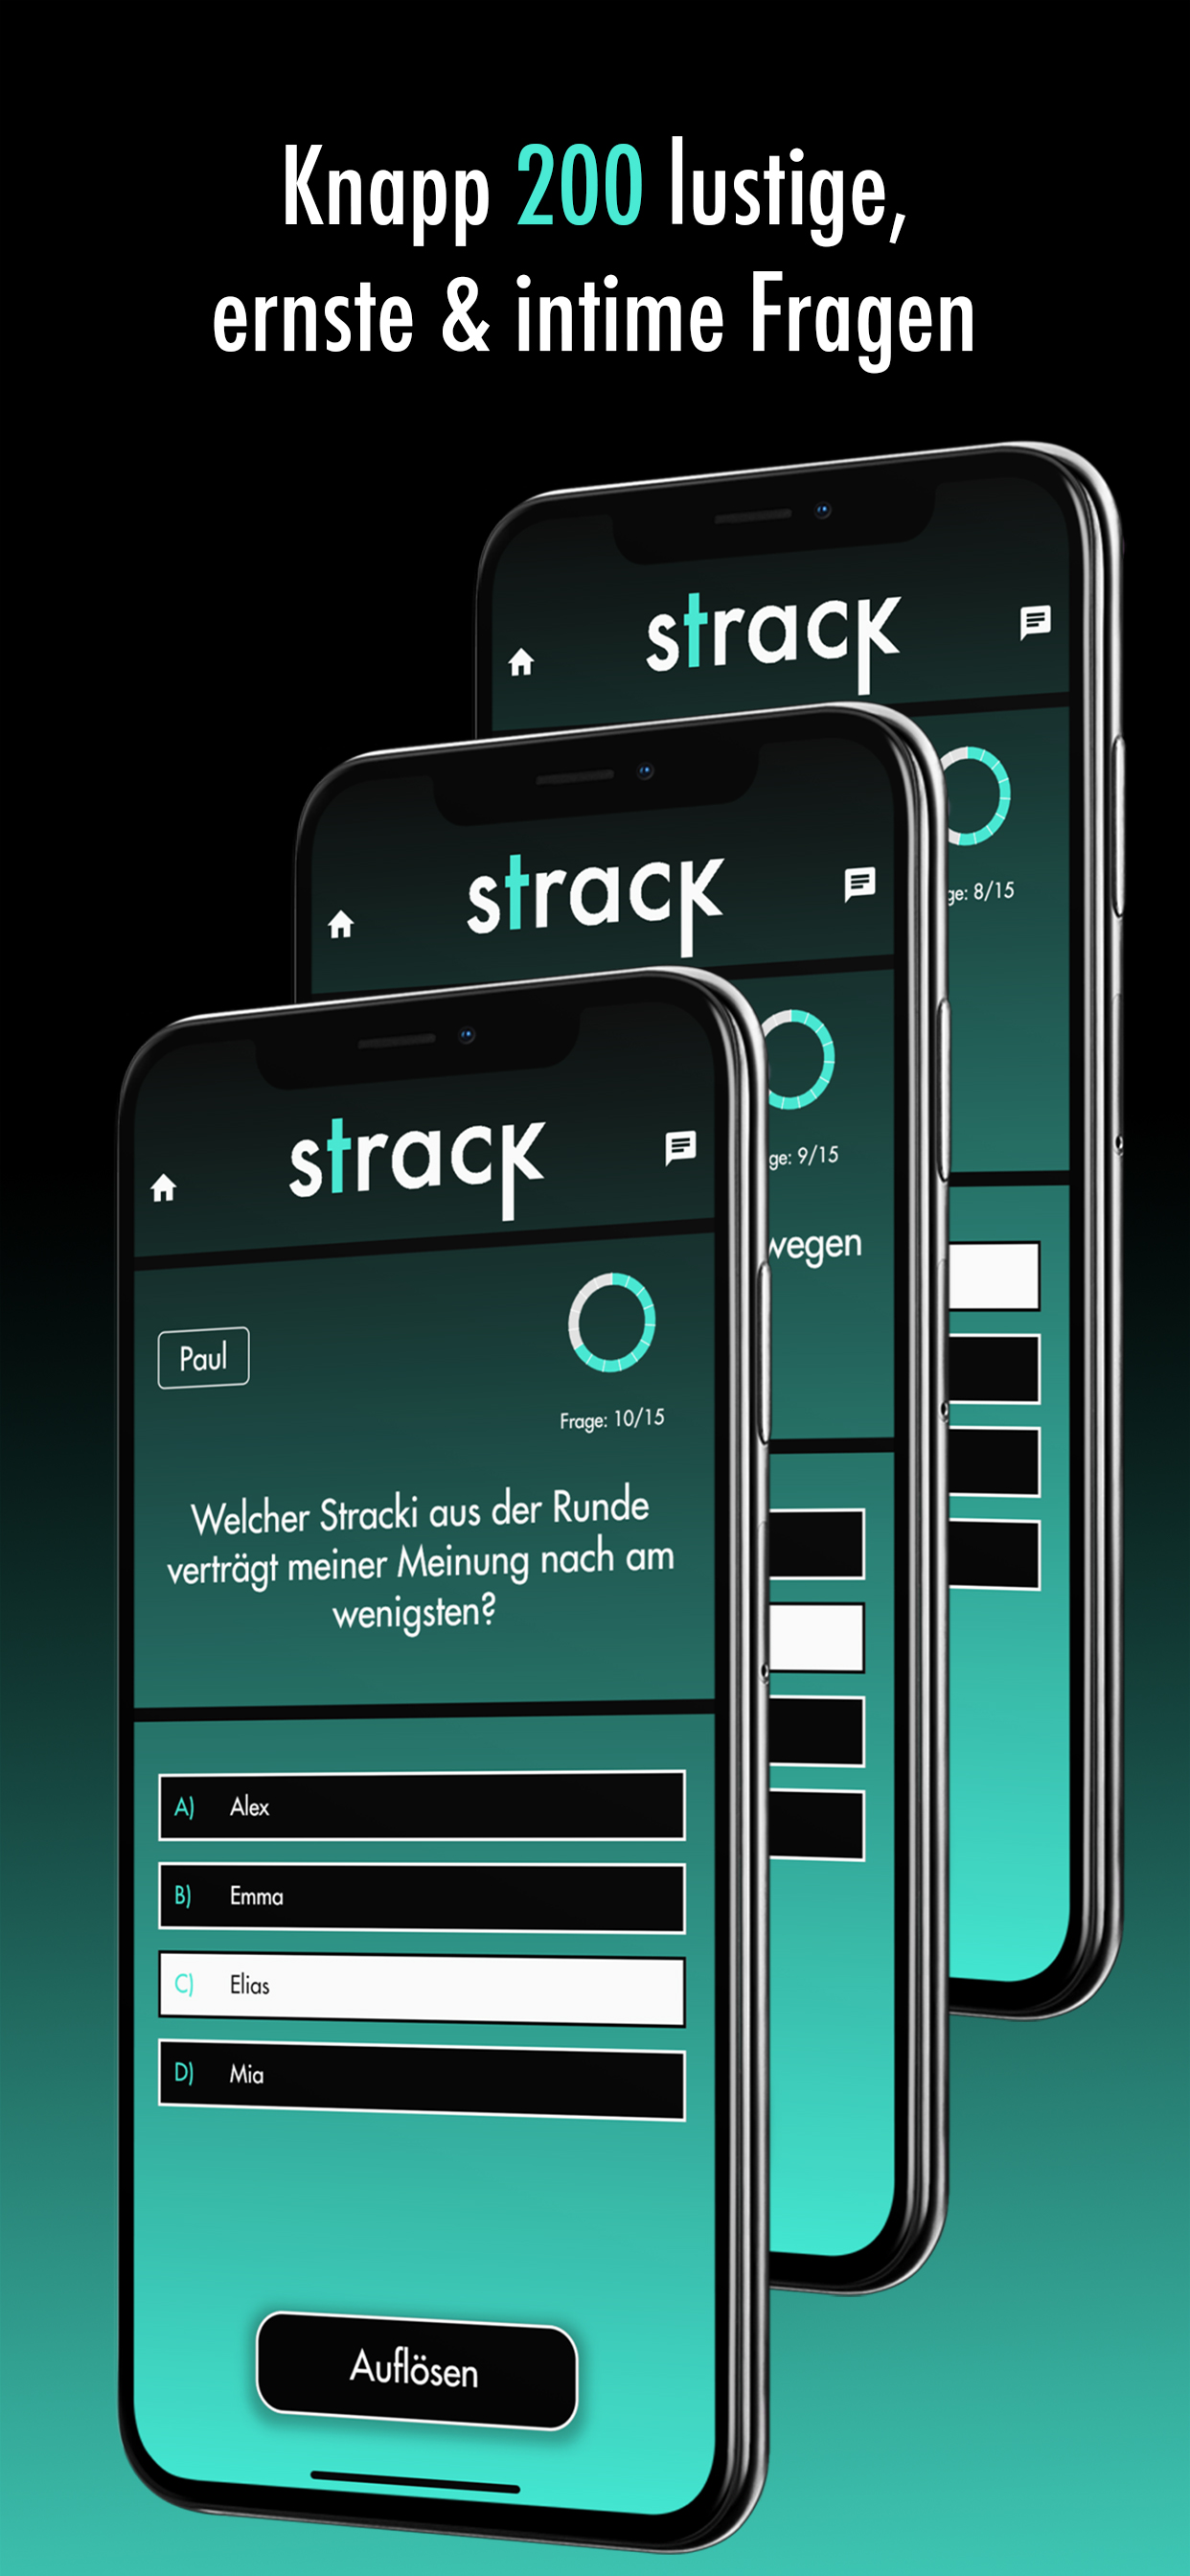 Knapp 200 lustige,
ernste & intime Fragen
strack
ge: 8/15
strack
ge: 9/15
wegen
strack
Paul
Frage: 10/15
Welcher Stracki aus der Runde
verträgt meiner Meinung nach am
wenigsten?
A) Alex
B) Emma
C) Elias
D) Mia
Auflösen